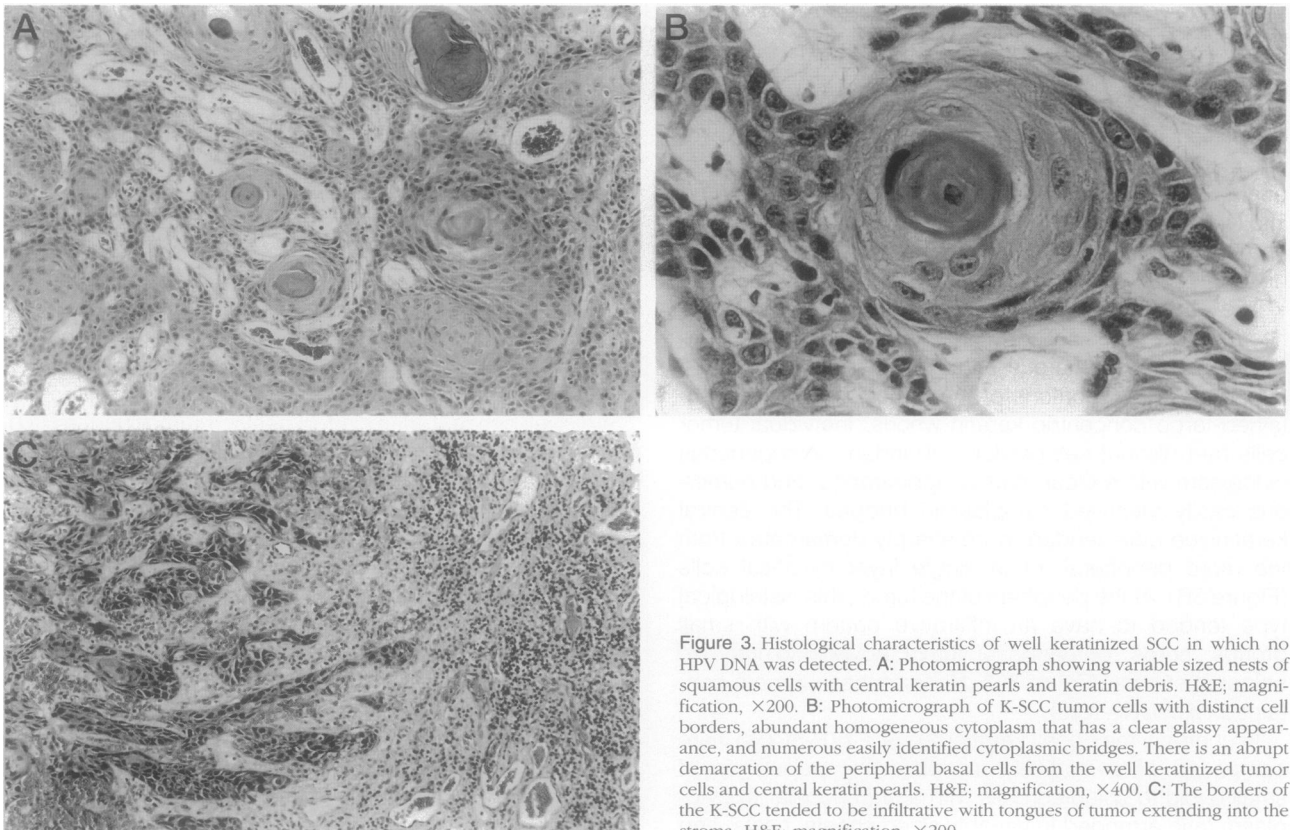 A
B
C
Figure 3. Histological characteristics of well keratinized SCC in which no
HPV DNA was detected. A: Photomicrograph showing variable sized nests of
squamous cells with central keratin pearls and keratin debris. H&E; magni-
fication, ×200. B: Photomicrograph of K-SCC tumor cells with distinct cell
borders, abundant homogeneous cytoplasm that has a clear glassy appear-
ance, and numerous easily identified cytoplasmic bridges. There is an abrupt
demarcation of the peripheral basal cells from the well keratinized tumor
cells and central keratin pearls. H&E; magnification, ×400. C: The borders of
the K-SCC tended to be infiltrative with tongues of tumor extending into the
stroma. H&E, magnification, ×200.